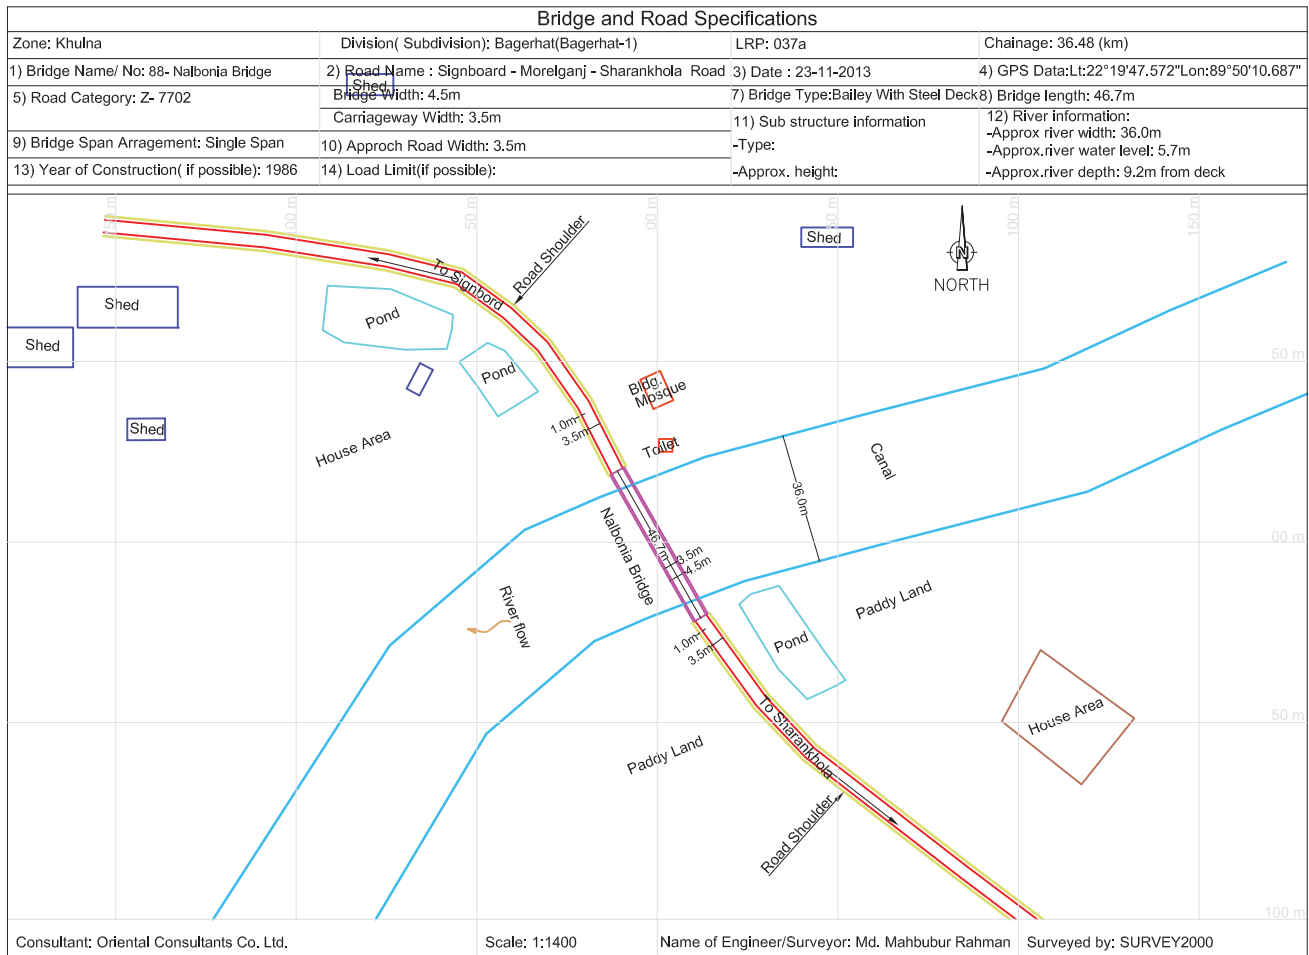 Bridge and Road Specifications
Zone: Khulna
Division( Subdivision): Bagerhat(Bagerhat-1)
LRP: 037a
Chainage: 36.48 (km)
1) Bridge Name/ No: 88- Nalbonia Bridge
2) Road Name : Signboard - Morelganj - Sharankhola Road
3) Date : 23-11-2013
4) GPS Data:Lt:22°19'47.572"Lon:89°50'10.687"
Shed
5) Road Category: Z- 7702
Bridge Width: 4.5m
7) Bridge Type:Bailey With Steel Deck
8) Bridge length: 46.7m
Carriageway Width: 3.5m
11) Sub structure information
12) River information:
-Approx river width: 36.0m
9) Bridge Span Arragement: Single Span
10) Approch Road Width: 3.5m
-Type:
-Approx.river water level: 5.7m
13) Year of Construction( if possible): 1986
14) Load Limit(if possible):
-Approx. height:
-Approx.river depth: 9.2m from deck
00 m
50 m
00 m
100 m
150 m
Road Shoulder
To Signbord
Shed
N
NORTH
Shed
Pond
Shed
50 m
Pond
Bldg.
Mosque
Shed
1.0m
3.5m
House Area
Toilet
Canal
36.0m
Nalbonia Bridge
46.7m
3.5m
4.5m
00 m
River flow
Paddy Land
1.0m
3.5m
Pond
House Area
50 m
To Sharankhola
Paddy Land
Road Shoulder
100 m
Consultant: Oriental Consultants Co. Ltd.
Scale: 1:1400
Name of Engineer/Surveyor: Md. Mahbubur Rahman
Surveyed by: SURVEY2000